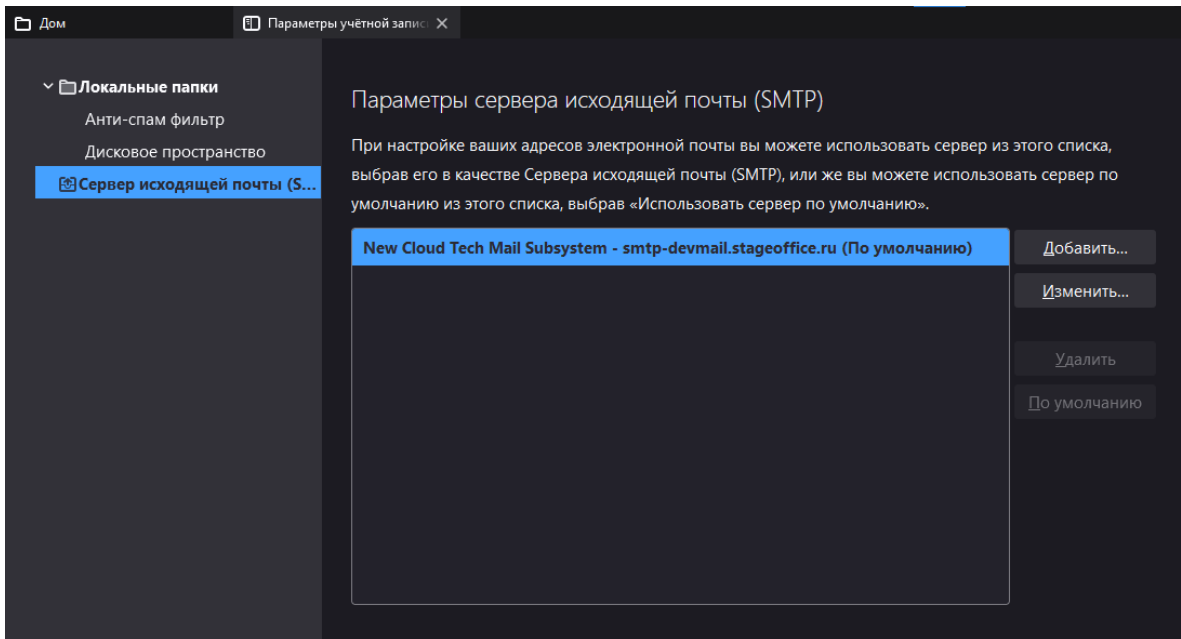 Дом
Параметры учётной запис
Локальные папки
Анти-спам фильтр
Дисковое пространство
Сервер исходящей почты (S...
Параметры сервера исходящей почты (SMTP)
При настройке ваших адресов электронной почты вы можете использовать сервер из этого списка,
выбрав его в качестве Сервера исходящей почты (SMTP), или же вы можете использовать сервер по
умолчанию из этого списка, выбрав «Использовать сервер по умолчанию».
New Cloud Tech Mail Subsystem - smtp-devmail.stageoffice.ru (По умолчанию)
Добавить...
Изменить...
Удалить
По умолчанию